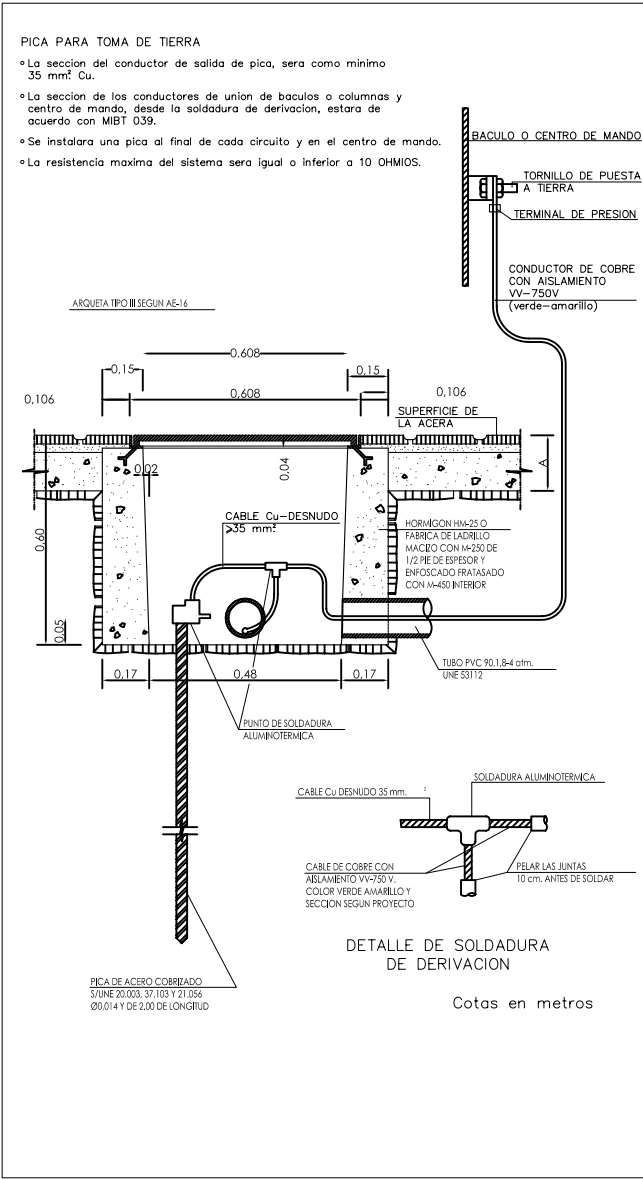 PICA PARA TOMA DE TIERRA
° La seccion del conductor de salida de pica, sera como minimo
35 mm² Cu.
° La seccion de los conductores de union de baculos o columnas y
centro de mando, desde la soldadura de derivacion, estara de
acuerdo con MIBT 039.
° Se instalara una pica al final de cada circuito y en el centro de mando.
° La resistencia maxima del sistema sera igual o inferior a 10 OHMIOS.
BACULO O CENTRO DE MANDO
TORNILLO DE PUESTA
A TIERRA
TERMINAL DE PRESION
CONDUCTOR DE COBRE
CON AISLAMIENTO
VV-750V
(verde-amarillo)
ARQUETA TIPO III SEGUN AE-16
0,608
0,15
0,15
0,106
0,608
0,106
SUPERFICIE DE
LA ACERA
0,02
0,04
A
0,60
CABLE Cu-DESNUDO
≥35 mm²
HORMIGON HM-25 O
FABRICA DE LADRILLO
MACIZO CON M-250 DE
1/2 PIE DE ESPESOR Y
ENFOSCADO FRATASADO
CON M-450 INTERIOR
0,05
0,17
0,48
0,17
TUBO PVC 90.1,8-4 atm.
UNE 53112
PUNTO DE SOLDADURA
ALUMINOTERMICA
SOLDADURA ALUMINOTERMICA
CABLE Cu DESNUDO 35 mm. ²
CABLE DE COBRE CON
AISLAMIENTO VV-750 V.
COLOR VERDE AMARILLO Y
SECCION SEGUN PROYECTO
PELAR LAS JUNTAS
10 cm. ANTES DE SOLDAR
DETALLE DE SOLDADURA
DE DERIVACION
PICA DE ACERO COBRIZADO
S/UNE 20.003, 37.103 Y 21.056
Ø0,014 Y DE 2,00 DE LONGITUD
Cotas en metros